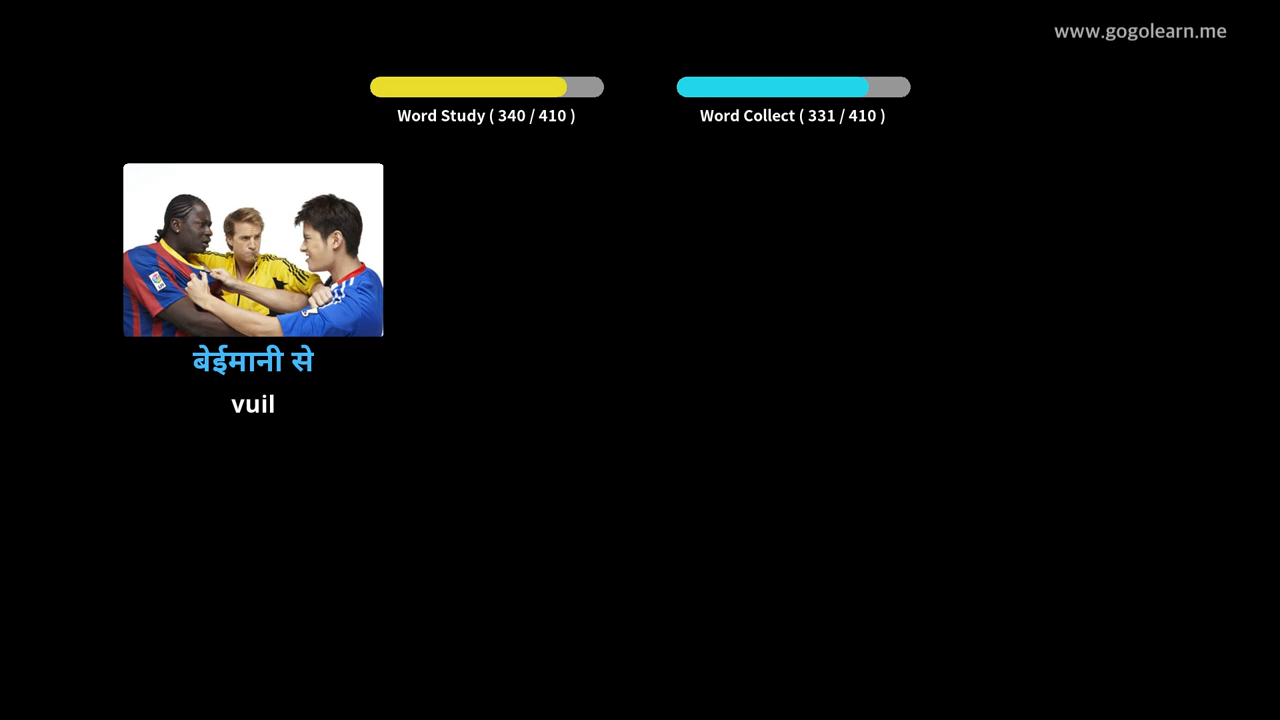 www.gogolearn.me
Word Study ( 340 / 410 )
Word Collect ( 331 / 410 )
बेईमानी से
vuil